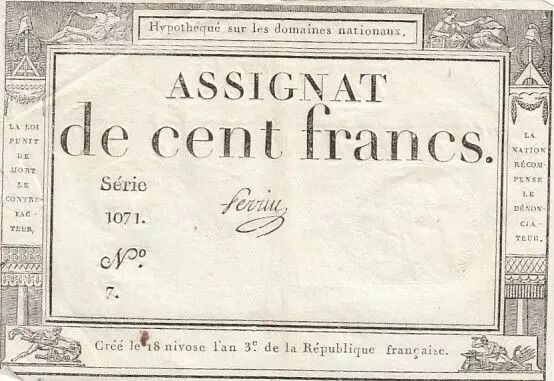 Hypothéqué sur les domaines nationaux.
ASSIGNAT
de cent francs.
LA LOI
PUNIT
DE
MORT
LE
CONTRE-
FAC-
TEUR.
Série
1071.
Nº.
7.
LA
NATION
RÉCOM-
PENSE
LE
DÉNON-
CIA-
TEUR.
Créé le 18 nivose l'an 3.e de la République française.